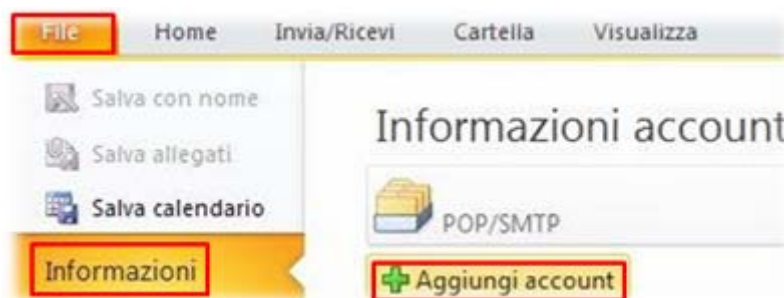 File Home Invia/Ricevi Cartella Visualizza
Salva con nome
Salva allegati
Salva calendario
Informazioni
Informazioni account
POP/SMTP
Aggiungi account